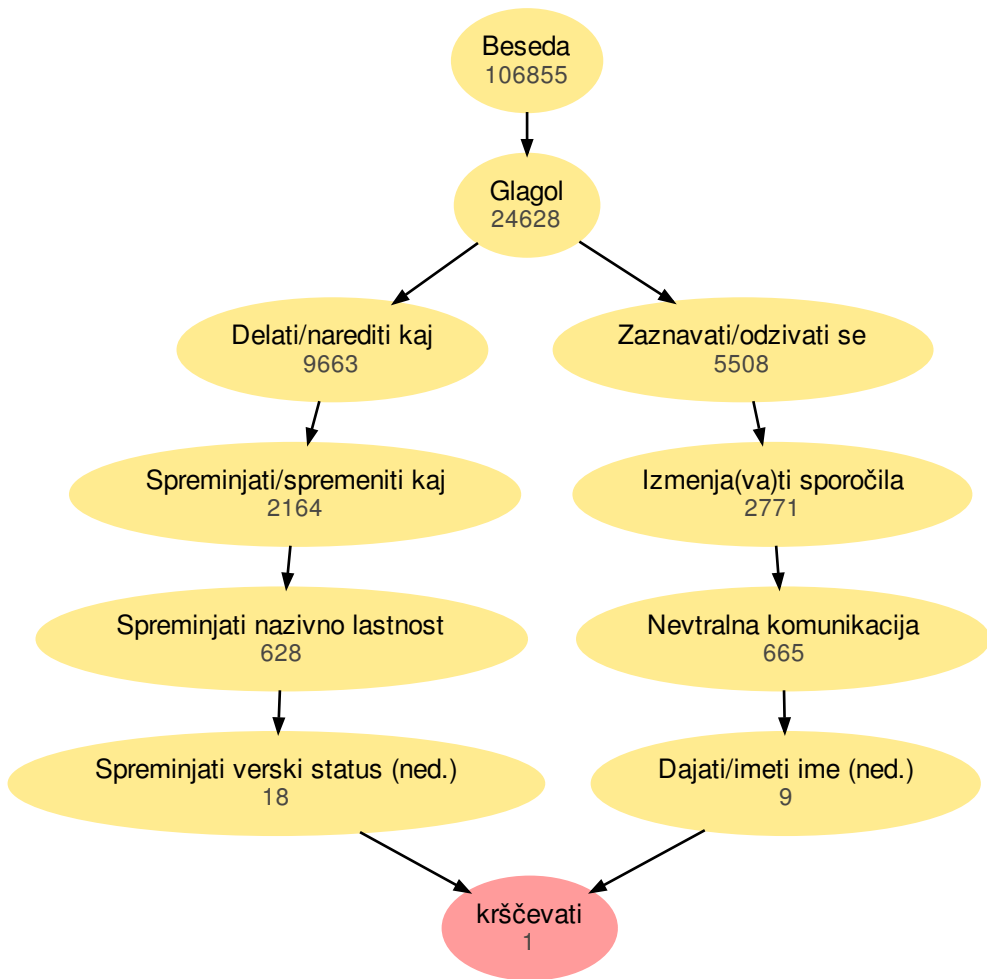 Beseda
106855
Glagol
24628
Delati/narediti kaj
9663
Zaznavati/odzivati se
5508
Spreminjati/spremeniti kaj
2164
Izmenja(va)ti sporočila
2771
Spreminjati nazivno lastnost
628
Nevtralna komunikacija
665
Spreminjati verski status (ned.)
18
Dajati/imeti ime (ned.)
9
krščevati
1